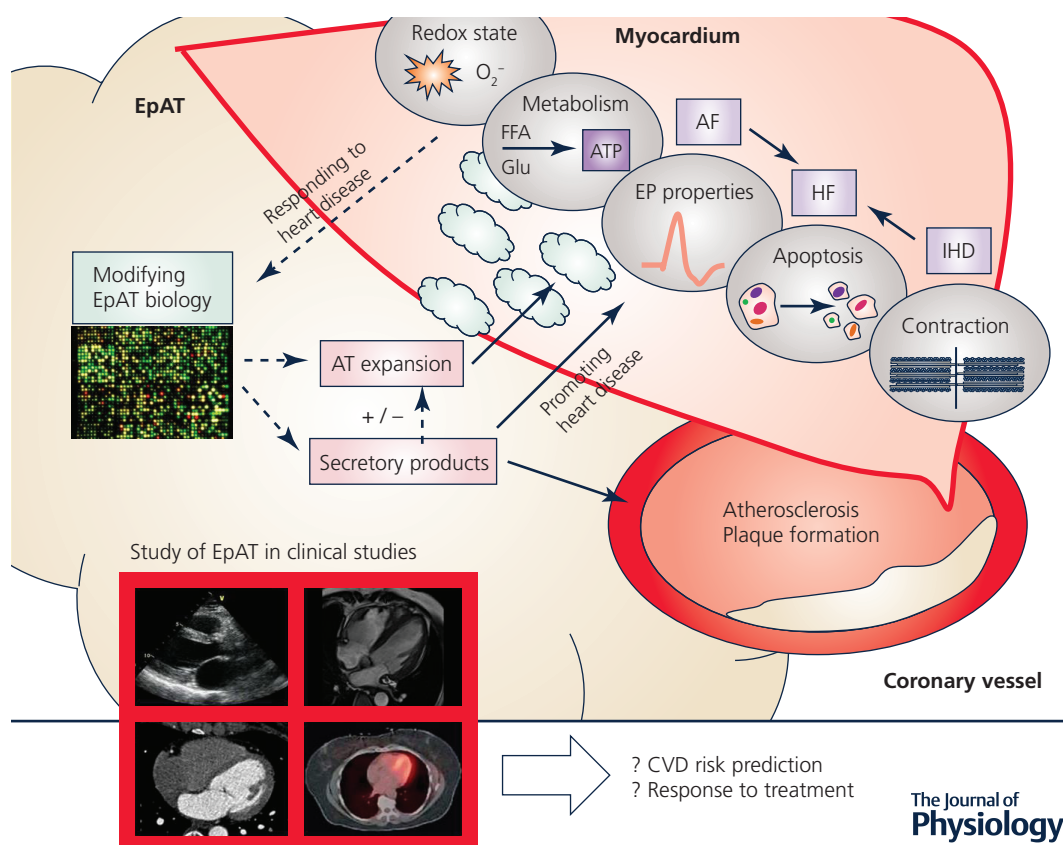 Redox state
O₂⁻
Myocardium
EpAT
Metabolism
FFA
Glu
ATP
AF
Responding to
heart disease
EP properties
HF
IHD
Modifying
EpAT biology
Apoptosis
Contraction
AT expansion
Promoting
heart disease
+ / −
Secretory products
Atherosclerosis
Plaque formation
Study of EpAT in clinical studies
V
10
Coronary vessel
? CVD risk prediction
? Response to treatment
The Journal of
Physiology